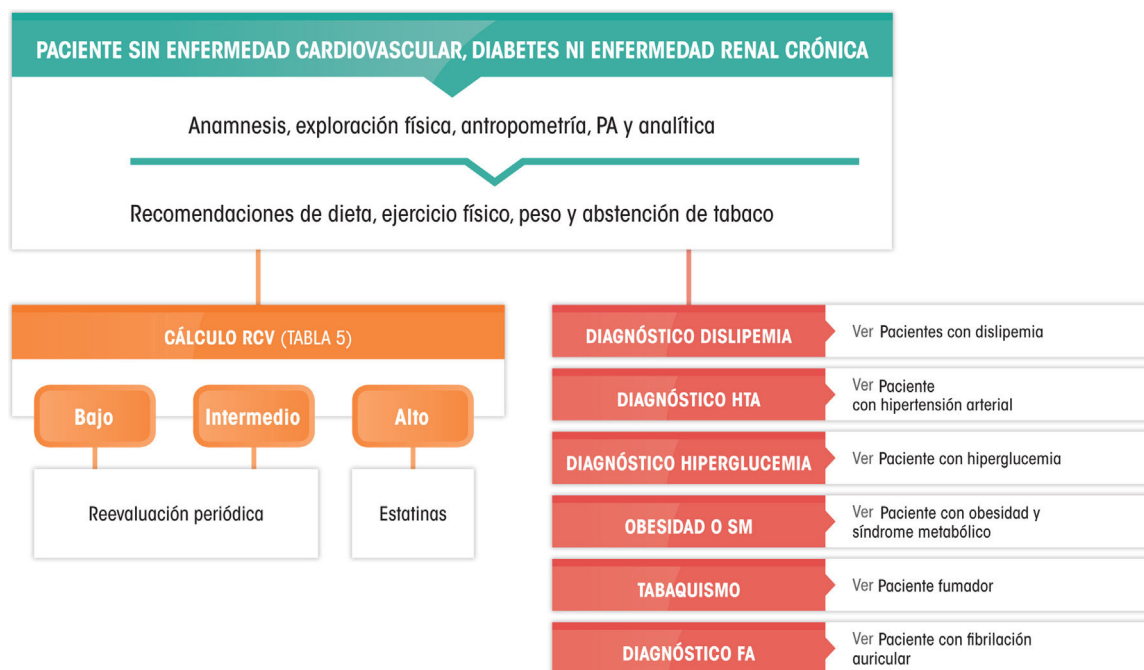 PACIENTE SIN ENFERMEDAD CARDIOVASCULAR, DIABETES NI ENFERMEDAD RENAL CRÓNICA
Anamnesis, exploración física, antropometría, PA y analítica
Recomendaciones de dieta, ejercicio físico, peso y abstención de tabaco
CÁLCULO RCV (TABLA 5)
Bajo
Intermedio
Alto
Reevaluación periódica
Estatinas
DIAGNÓSTICO DISLIPEMIA
Ver Pacientes con dislipemia
DIAGNÓSTICO HTA
Ver Paciente
con hipertensión arterial
DIAGNÓSTICO HIPERGLUCEMIA
Ver Paciente con hiperglucemia
OBESIDAD O SM
Ver Paciente con obesidad y
síndrome metabólico
TABAQUISMO
Ver Paciente fumador
DIAGNÓSTICO FA
Ver Paciente con fibrilación
auricular